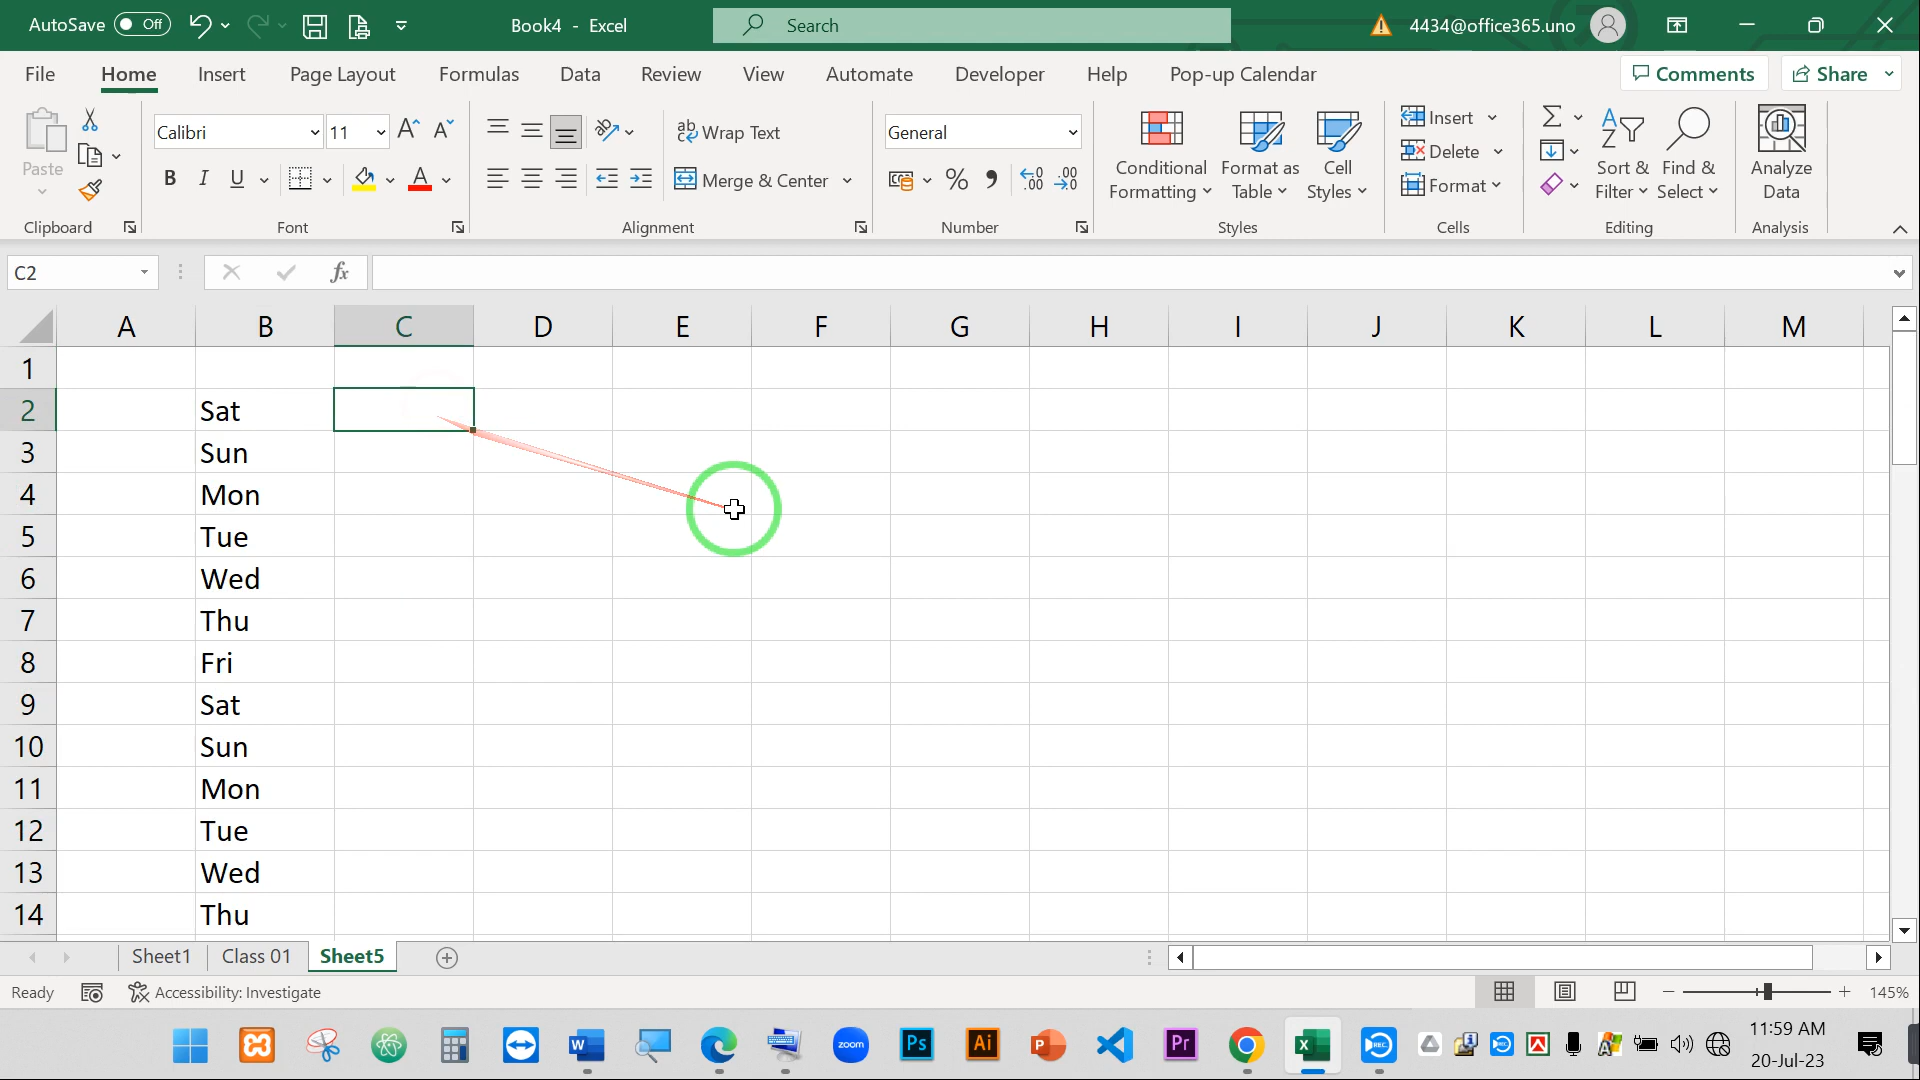 AutoSave Off Book4 - Excel Search 4434@office365.uno
File Home Insert Page Layout Formulas Data Review View Automate Developer Help Pop-up Calendar Comments Share
Calibri 11 ab Wrap Text General Insert
Paste Conditional Format as Cell Delete Sort & Find & Analyze
B I U A Merge & Center % Formatting Table Styles Format Filter Select Data
Clipboard Font Alignment Number Styles Cells Editing Analysis
C2 fx
A B C D E F G H I J K L M
1
2 Sat
3 Sun
4 Mon
5 Tue
6 Wed
7 Thu
8 Fri
9 Sat
10 Sun
11 Mon
12 Tue
13 Wed
14 Thu
Sheet1 Class 01 Sheet5
Ready Accessibility: Investigate 145%
zoom Ps Ai Pr 11:59 AM
20-Jul-23